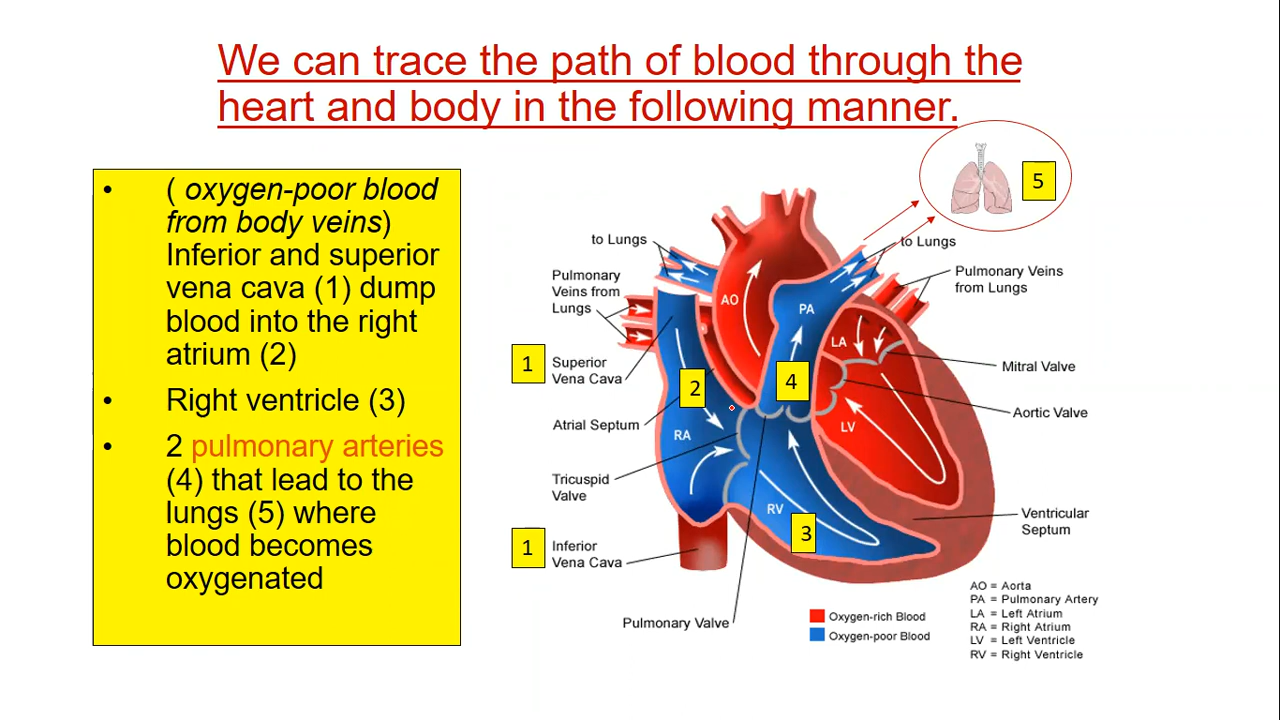 We can trace the path of blood through the
heart and body in the following manner.
• ( oxygen-poor blood
from body veins)
Inferior and superior
vena cava (1) dump
blood into the right
atrium (2)
• Right ventricle (3)
• 2 pulmonary arteries
(4) that lead to the
lungs (5) where
blood becomes
oxygenated
5
to Lungs
to Lungs
Pulmonary
Veins from
Lungs
Pulmonary Veins
from Lungs
AO
PA
LA
1
Superior
Vena Cava
2
4
Mitral Valve
Atrial Septum
Aortic Valve
RA
LV
Tricuspid
Valve
RV
3
Ventricular
Septum
1
Inferior
Vena Cava
Pulmonary Valve
Oxygen-rich Blood
Oxygen-poor Blood
AO = Aorta
PA = Pulmonary Artery
LA = Left Atrium
RA = Right Atrium
LV = Left Ventricle
RV = Right Ventricle